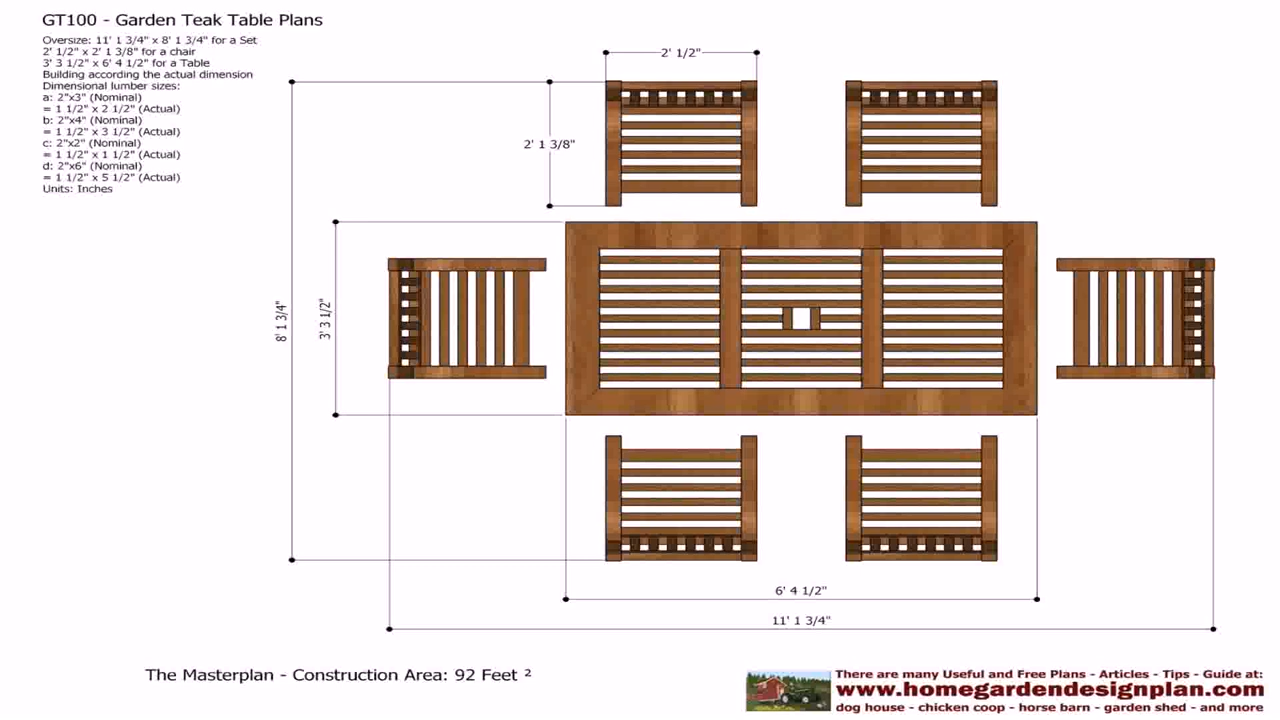 GT100 - Garden Teak Table Plans
Oversize: 11' 1 3/4" x 8' 1 3/4" for a Set
2' 1/2" x 2' 1 3/8" for a chair
3' 3 1/2" x 6' 4 1/2" for a Table
Building according the actual dimension
Dimensional lumber sizes:
a: 2"x3" (Nominal)
= 1 1/2" x 2 1/2" (Actual)
b: 2"x4" (Nominal)
= 1 1/2" x 3 1/2" (Actual)
c: 2"x2" (Nominal)
= 1 1/2" x 1 1/2" (Actual)
d: 2"x6" (Nominal)
= 1 1/2" x 5 1/2" (Actual)
Units: Inches
2' 1/2"
2' 1 3/8"
8' 1 3/4"
3' 3 1/2"
6' 4 1/2"
11' 1 3/4"
The Masterplan - Construction Area: 92 Feet ²
There are many Useful and Free Plans - Articles - Tips - Guide at:
www.homegardendesignplan.com
dog house - chicken coop - horse barn - garden shed - and more